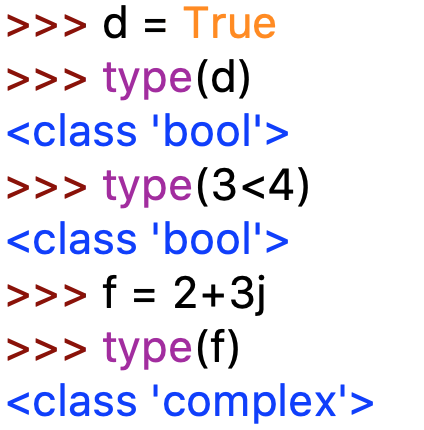 >>> d = True
>>> type(d)
<class 'bool'>
>>> type(3<4)
<class 'bool'>
>>> f = 2+3j
>>> type(f)
<class 'complex'>